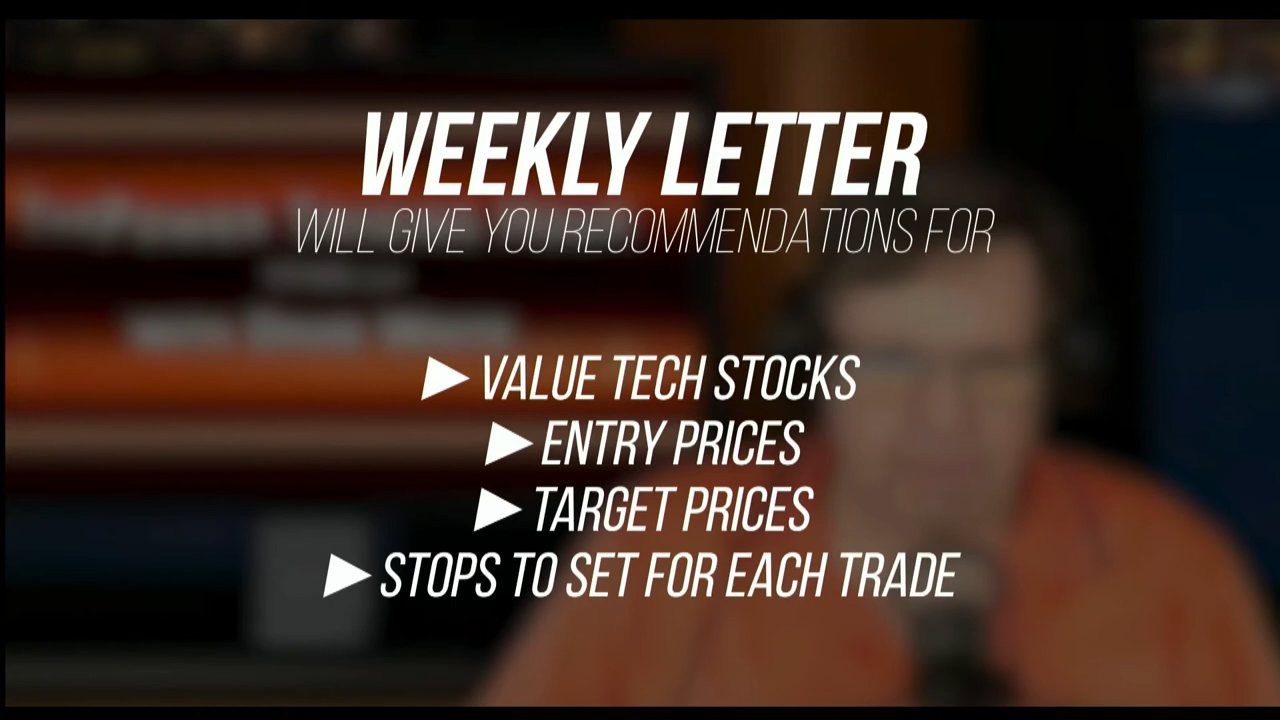 WEEKLY LETTER
WILL GIVE YOU RECOMMENDATIONS FOR
▶ VALUE TECH STOCKS
▶ ENTRY PRICES
▶ TARGET PRICES
▶ STOPS TO SET FOR EACH TRADE